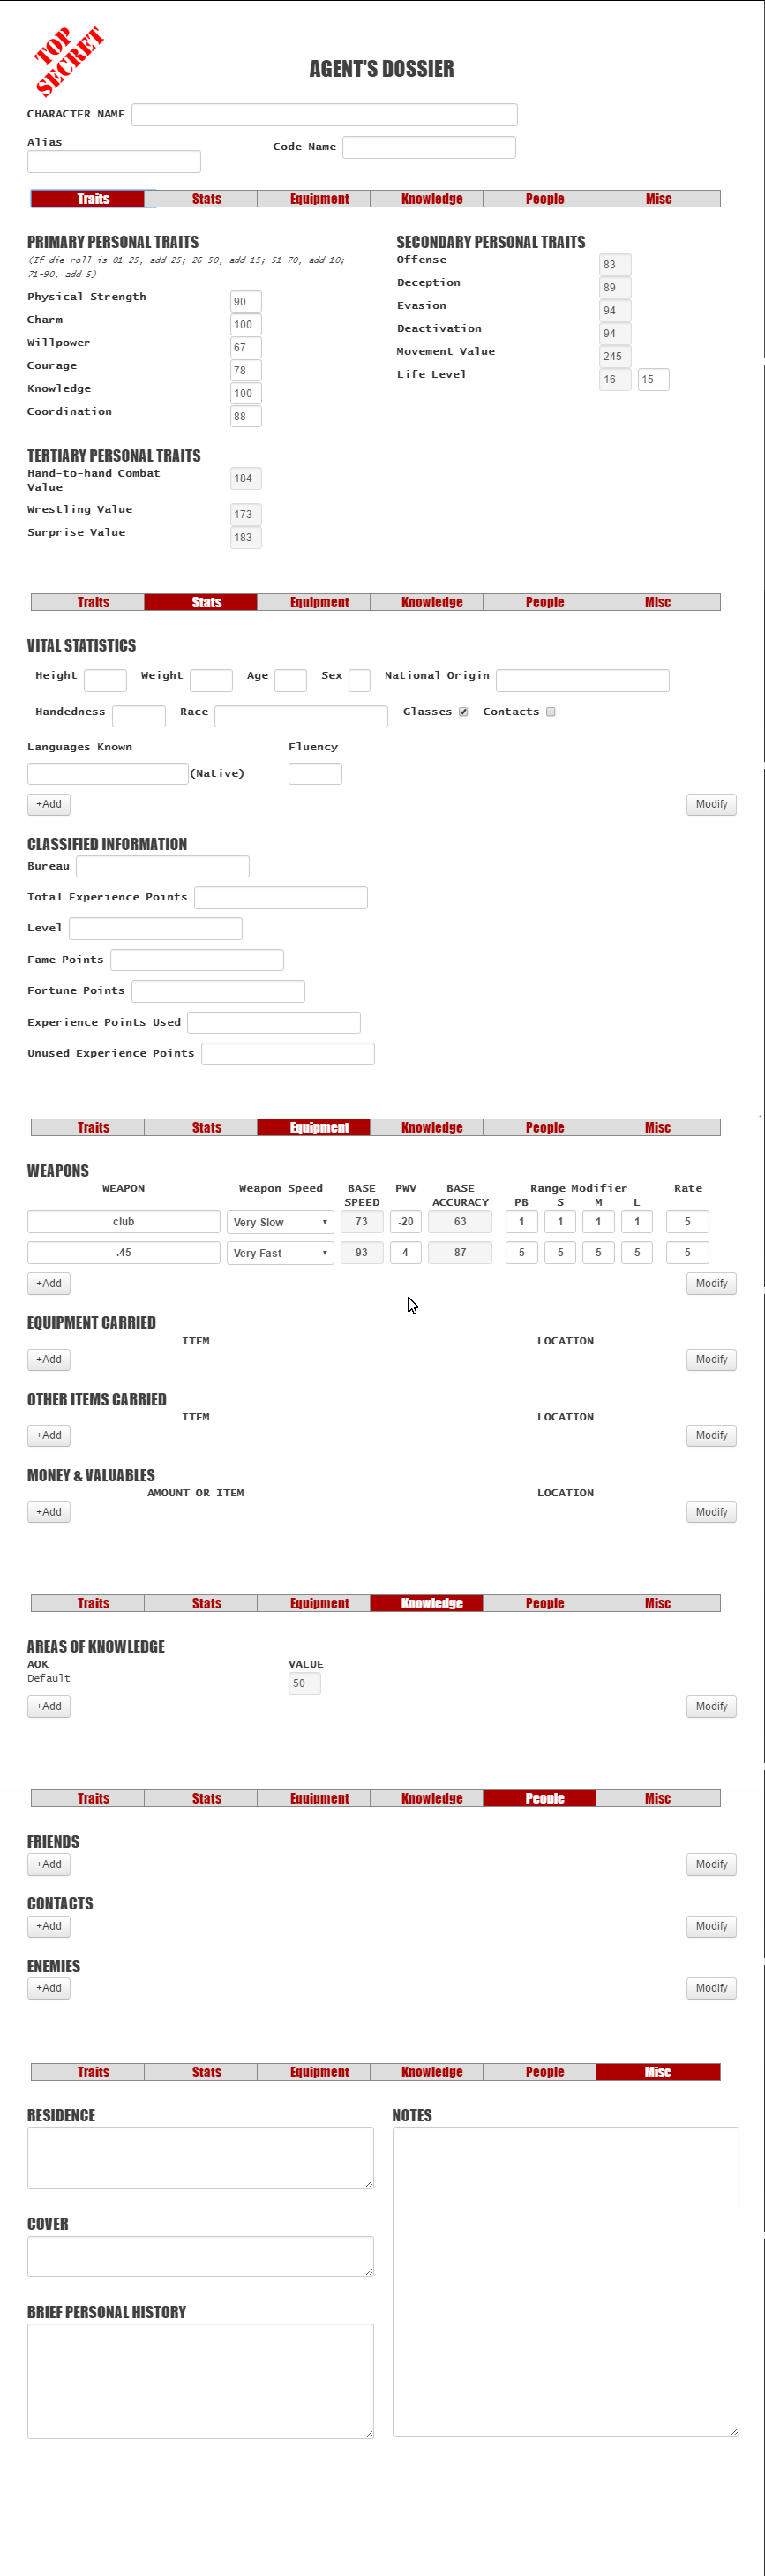 TOP
SECRET
AGENT'S DOSSIER
CHARACTER NAME
Alias
Code Name
Traits Stats Equipment Knowledge People Misc
PRIMARY PERSONAL TRAITS
(If die roll is 01-25, add 25; 26-50, add 15; 51-70, add 10;
71-90, add 5)
Physical Strength 90
Charm 100
Willpower 67
Courage 78
Knowledge 100
Coordination 88
SECONDARY PERSONAL TRAITS
Offense 83
Deception 89
Evasion 94
Deactivation 94
Movement Value 245
Life Level 16 15
TERTIARY PERSONAL TRAITS
Hand-to-hand Combat
Value 184
Wrestling Value 173
Surprise Value 183
Traits Stats Equipment Knowledge People Misc
VITAL STATISTICS
Height Weight Age Sex National Origin
Handedness Race Glasses Contacts
Languages Known Fluency
(Native)
+Add Modify
CLASSIFIED INFORMATION
Bureau
Total Experience Points
Level
Fame Points
Fortune Points
Experience Points Used
Unused Experience Points
Traits Stats Equipment Knowledge People Misc
WEAPONS
WEAPON Weapon Speed BASE PWV BASE Range Modifier Rate
SPEED ACCURACY PB S M L
club Very Slow 73 -20 63 1 1 1 1 5
.45 Very Fast 93 4 87 5 5 5 5 5
+Add Modify
EQUIPMENT CARRIED
ITEM LOCATION
+Add Modify
OTHER ITEMS CARRIED
ITEM LOCATION
+Add Modify
MONEY & VALUABLES
AMOUNT OR ITEM LOCATION
+Add Modify
Traits Stats Equipment Knowledge People Misc
AREAS OF KNOWLEDGE
AOK VALUE
Default 50
+Add Modify
Traits Stats Equipment Knowledge People Misc
FRIENDS
+Add Modify
CONTACTS
+Add Modify
ENEMIES
+Add Modify
Traits Stats Equipment Knowledge People Misc
RESIDENCE NOTES
COVER
BRIEF PERSONAL HISTORY